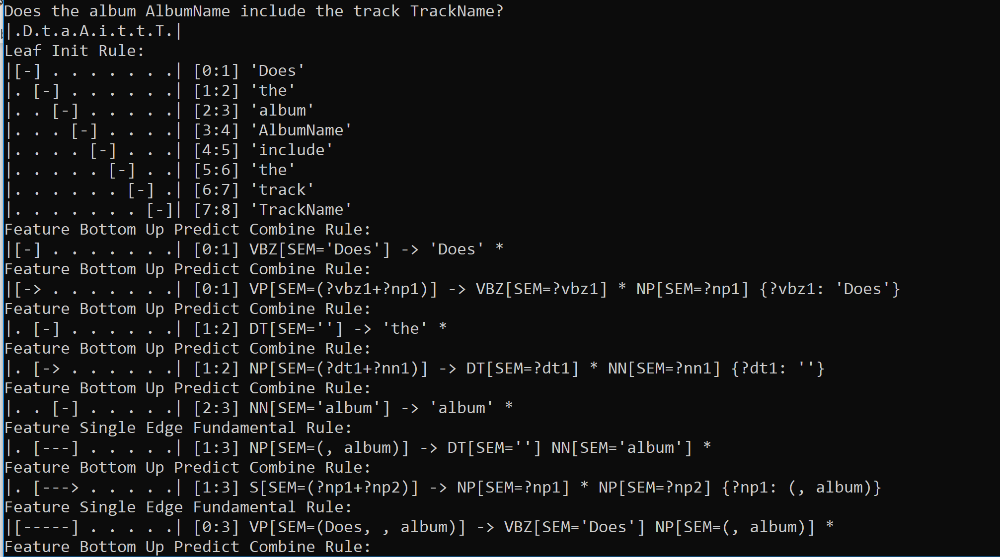 Does the album AlbumName include the track TrackName?
|.D.t.a.A.i.t.t.T.|
Leaf Init Rule:
|[-] . . . . . . .| [0:1] 'Does'
|. [-] . . . . . .| [1:2] 'the'
|. . [-] . . . . .| [2:3] 'album'
|. . . [-] . . . .| [3:4] 'AlbumName'
|. . . . [-] . . .| [4:5] 'include'
|. . . . . [-] . .| [5:6] 'the'
|. . . . . . [-] .| [6:7] 'track'
|. . . . . . . [-]| [7:8] 'TrackName'
Feature Bottom Up Predict Combine Rule:
|[-] . . . . . . .| [0:1] VBZ[SEM='Does'] -> 'Does' *
Feature Bottom Up Predict Combine Rule:
|[-> . . . . . . .| [0:1] VP[SEM=(?vbz1+?np1)] -> VBZ[SEM=?vbz1] * NP[SEM=?np1] {?vbz1: 'Does'}
Feature Bottom Up Predict Combine Rule:
|. [-] . . . . . .| [1:2] DT[SEM=''] -> 'the' *
Feature Bottom Up Predict Combine Rule:
|. [-> . . . . . .| [1:2] NP[SEM=(?dt1+?nn1)] -> DT[SEM=?dt1] * NN[SEM=?nn1] {?dt1: ''}
Feature Bottom Up Predict Combine Rule:
|. . [-] . . . . .| [2:3] NN[SEM='album'] -> 'album' *
Feature Single Edge Fundamental Rule:
|. [---] . . . . .| [1:3] NP[SEM=(, album)] -> DT[SEM=''] NN[SEM='album'] *
Feature Bottom Up Predict Combine Rule:
|. [---> . . . . .| [1:3] S[SEM=(?np1+?np2)] -> NP[SEM=?np1] * NP[SEM=?np2] {?np1: (, album)}
Feature Single Edge Fundamental Rule:
|[-----] . . . . .| [0:3] VP[SEM=(Does, , album)] -> VBZ[SEM='Does'] NP[SEM=(, album)] *
Feature Bottom Up Predict Combine Rule: